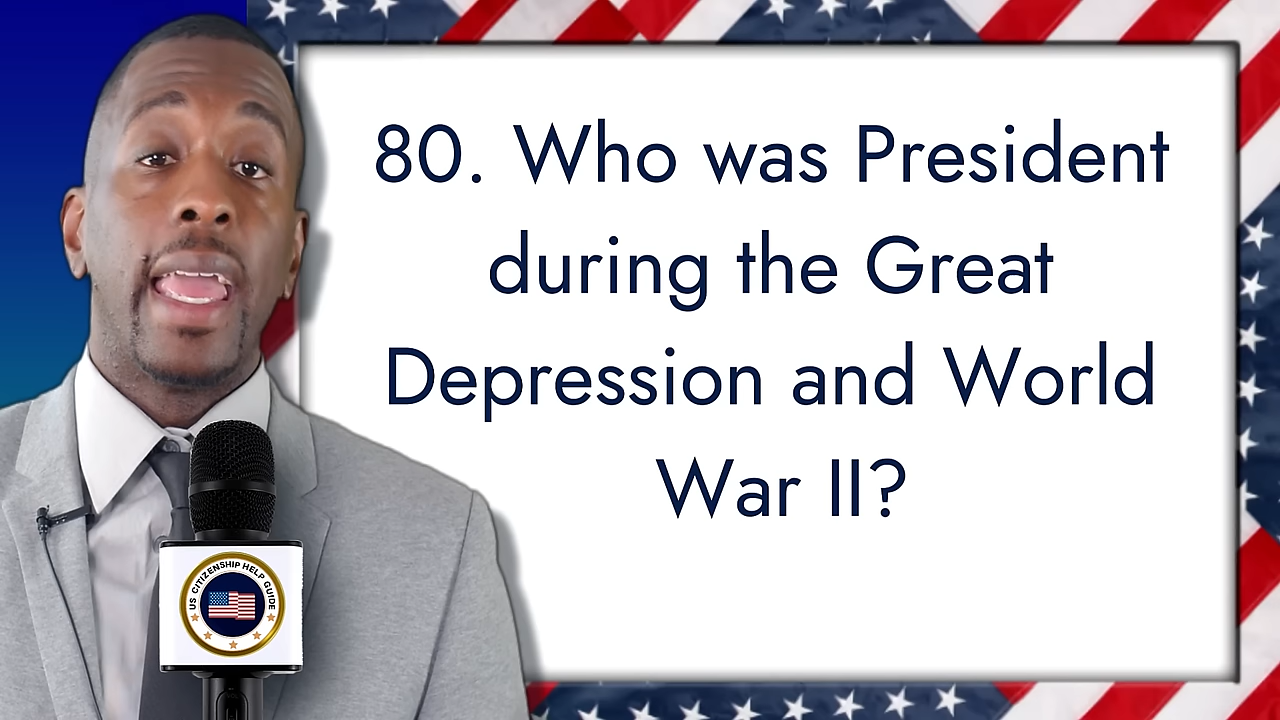 80. Who was President
during the Great
Depression and World
War II?
US CITIZENSHIP HELP GUIDE